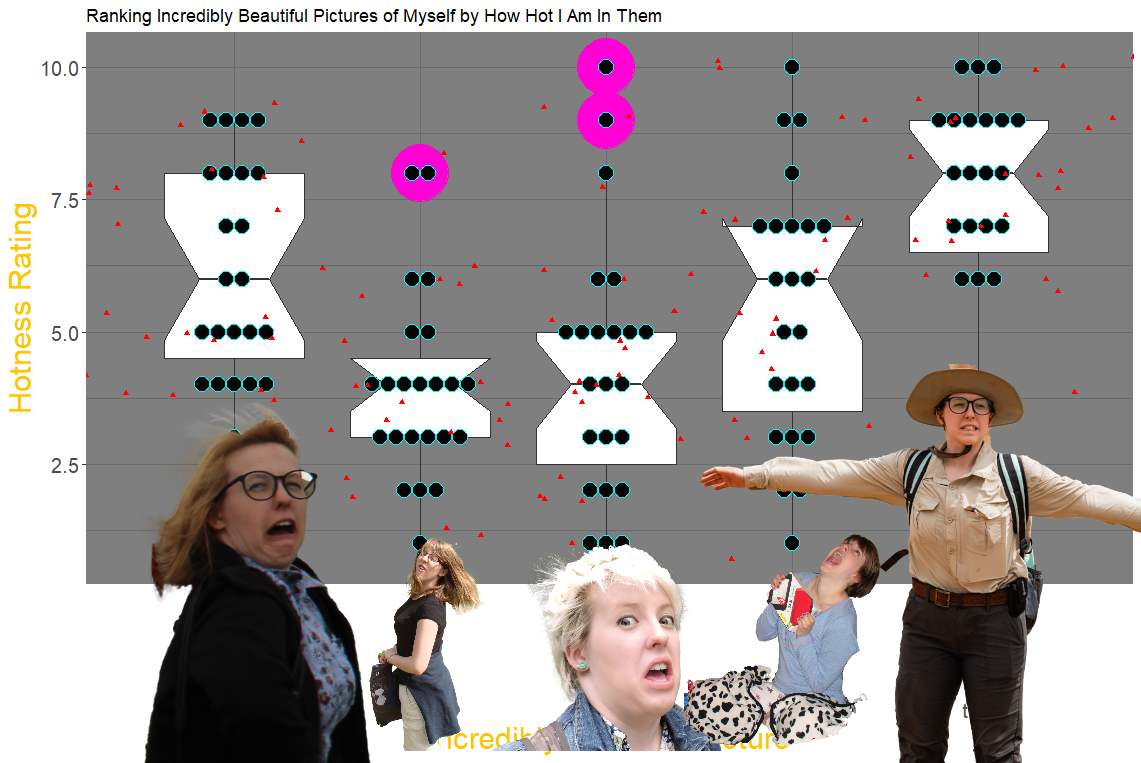 Ranking Incredibly Beautiful Pictures of Myself by How Hot I Am In Them
10.0
7.5
5.0
2.5
Hotness Rating